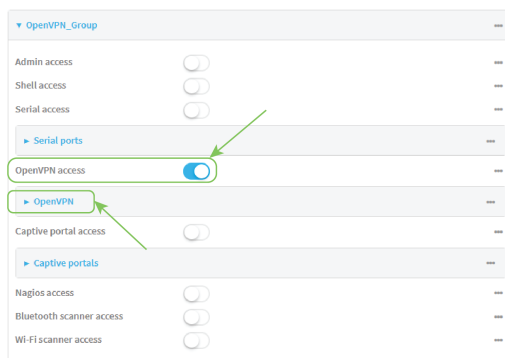 OpenVPN_Group
Admin access
Shell access
Serial access
Serial ports
OpenVPN access
OpenVPN
Captive portal access
Captive portals
Nagios access
Bluetooth scanner access
Wi-Fi scanner access